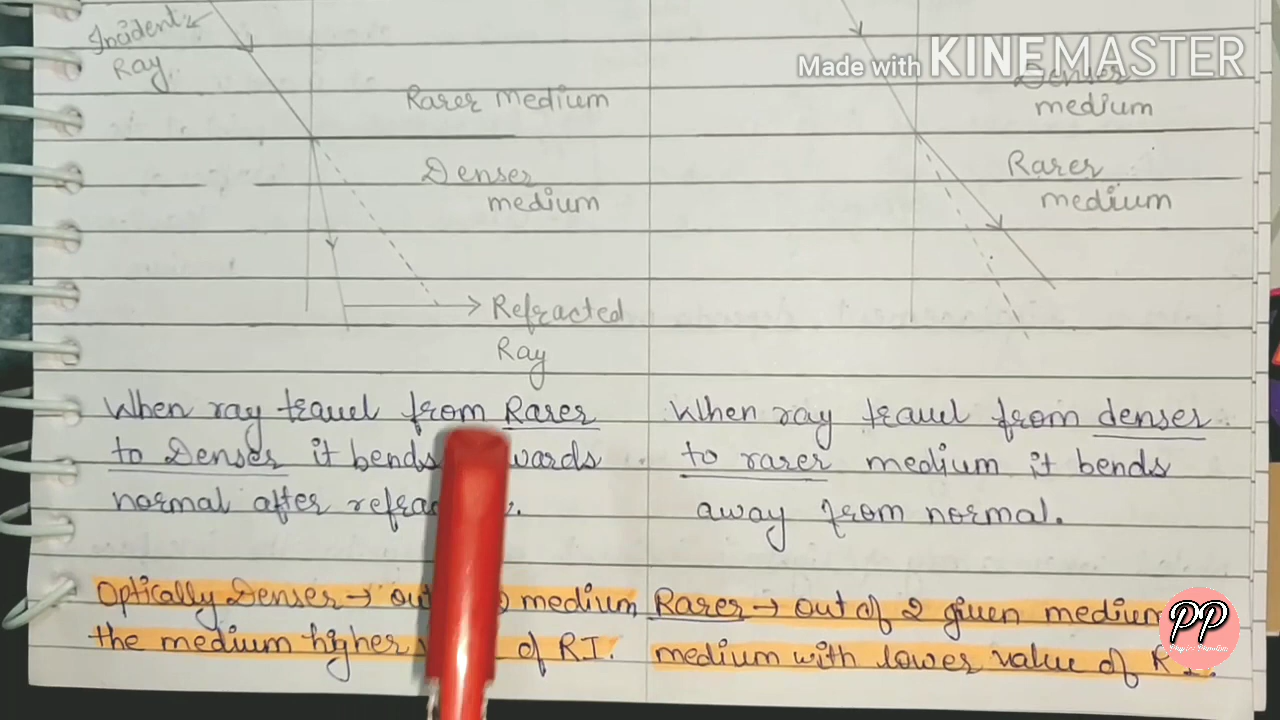 Incident
Ray
Rarer medium
Denser
medium
Refracted
Ray
Made with KINEMASTER
Denser
medium
Rarer
medium
When ray travel from Rarer
to Denser it bends
normal after
When ray travel from denser
to rarer medium it bends
away from normal.
Optically Denser → medium
the medium higher of RI.
Rarer → out of 2 given medium
medium with lower value of
PP